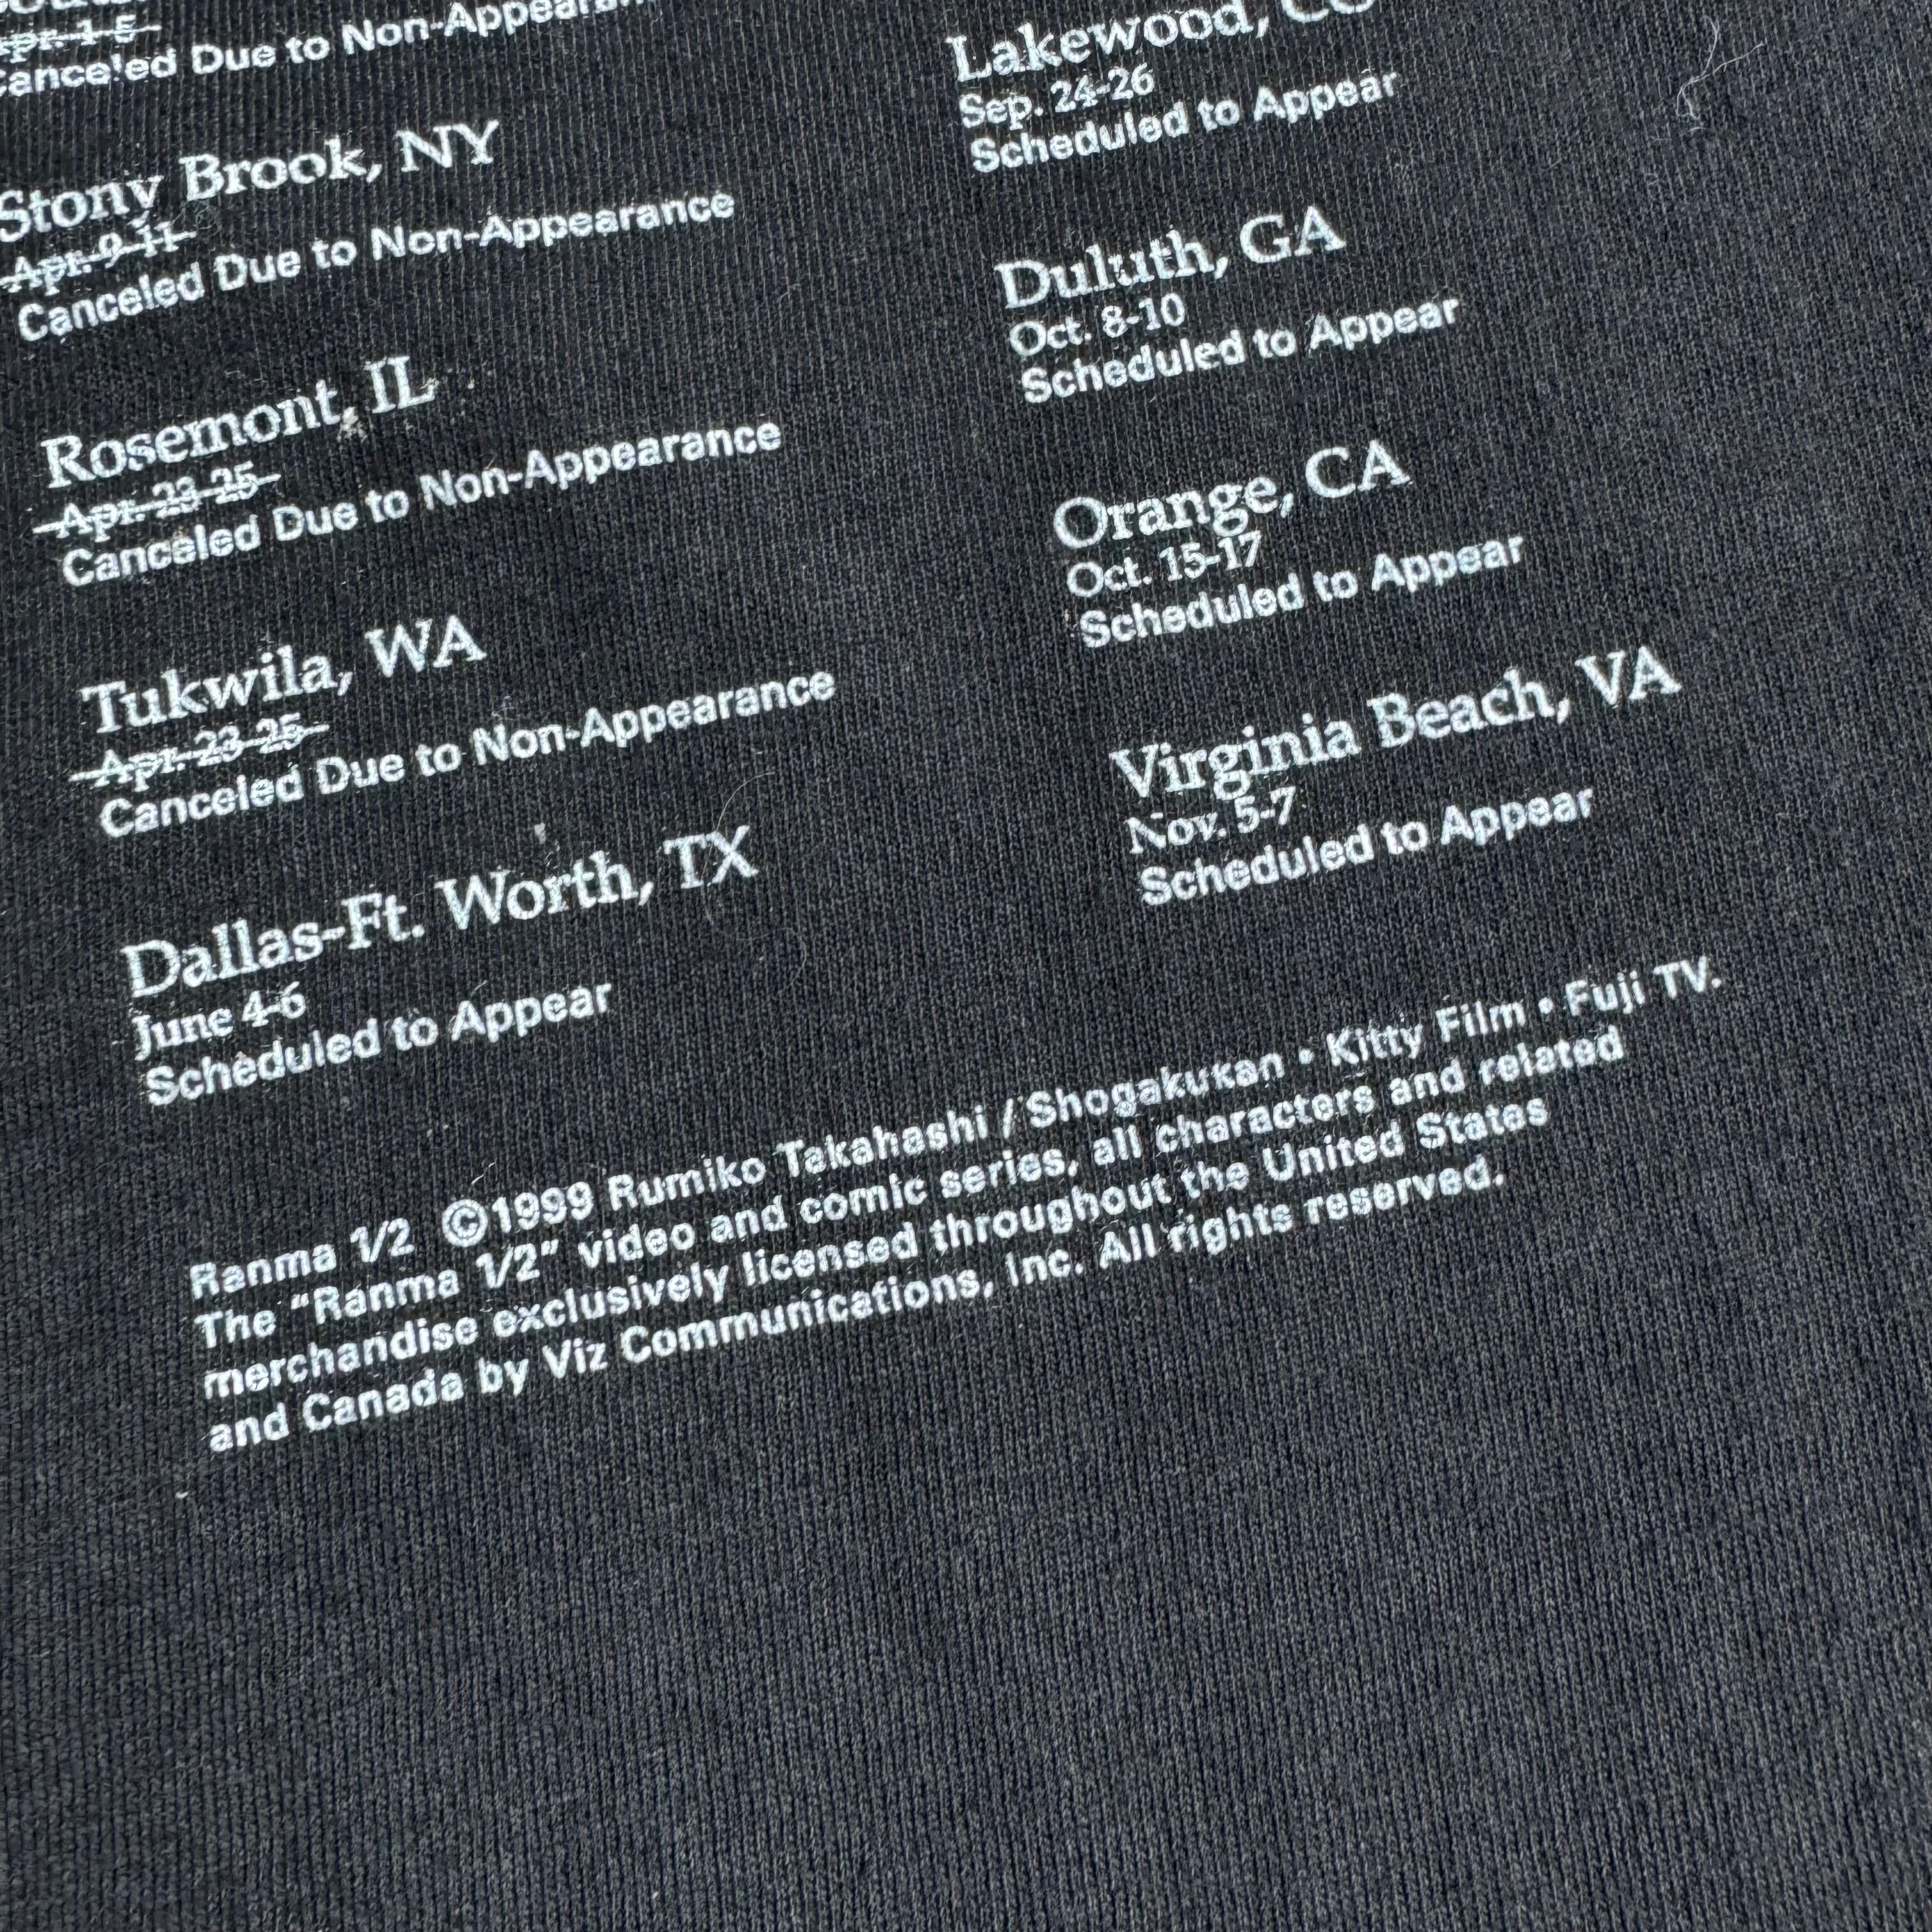 Apr. 1-5
Canceled Due to
Stony Brook, NY
Apr. 9-11
Canceled Due to Non-Appearance
Rosemont, IL
Apr. 23-25
Canceled Due to Non-Appearance
Tukwila, WA
Apr. 23-25
Canceled Due to Non-Appearance
Dallas-Ft. Worth, TX
June 4-6
Scheduled to Appear
Lakewood, CO
Sep. 24-26
Scheduled to Appear
Duluth, GA
Oct. 8-10
Scheduled to Appear
Orange, CA
Oct. 15-17
Scheduled to Appear
Virginia Beach, VA
Nov. 5-7
Scheduled to Appear
Ranma 1/2 ©1999 Rumiko Takahashi / Shogakukan • Kitty Film • Fuji TV.
The “Ranma 1/2” video and comic series, all characters and related
merchandise exclusively licensed throughout the United States
and Canada by Viz Communications, Inc. All rights reserved.